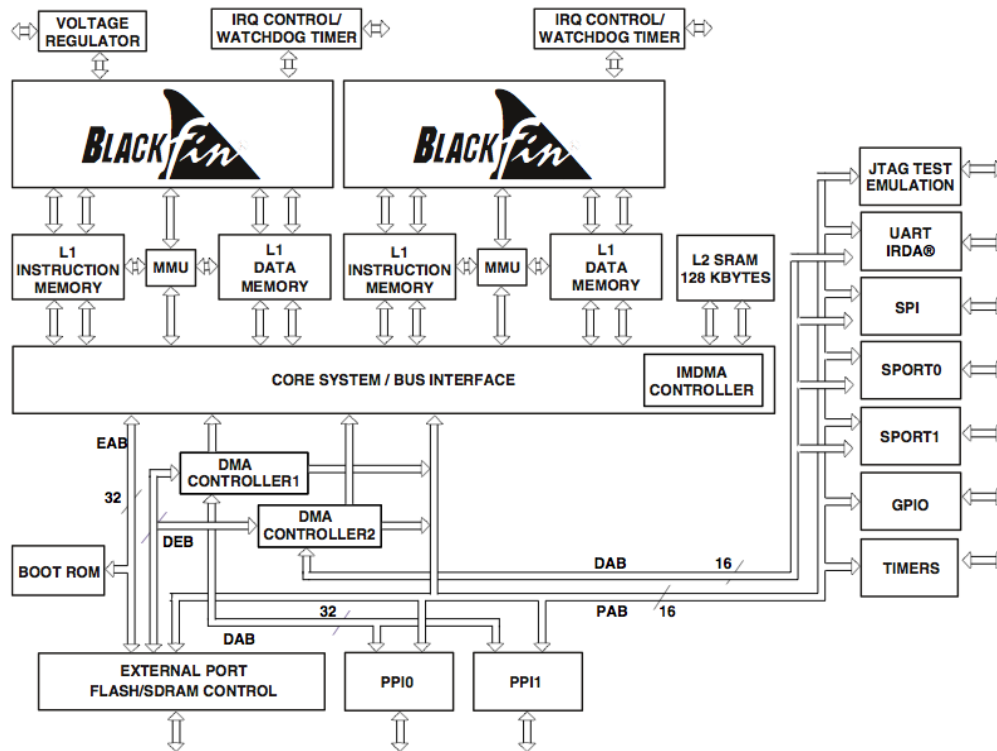 VOLTAGE
REGULATOR
IRQ CONTROL/
WATCHDOG TIMER
IRQ CONTROL/
WATCHDOG TIMER
BLACKfin
BLACKfin
JTAG TEST
EMULATION
L1
INSTRUCTION
MEMORY
MMU
L1
DATA
MEMORY
L1
INSTRUCTION
MEMORY
MMU
L1
DATA
MEMORY
L2 SRAM
128 KBYTES
UART
IRDA®
SPI
CORE SYSTEM / BUS INTERFACE
IMDMA
CONTROLLER
SPORT0
SPORT1
EAB
32
DMA
CONTROLLER1
DEB
DMA
CONTROLLER2
GPIO
BOOT ROM
DAB
16
TIMERS
32
DAB
PAB
16
EXTERNAL PORT
FLASH/SDRAM CONTROL
PPI0
PPI1